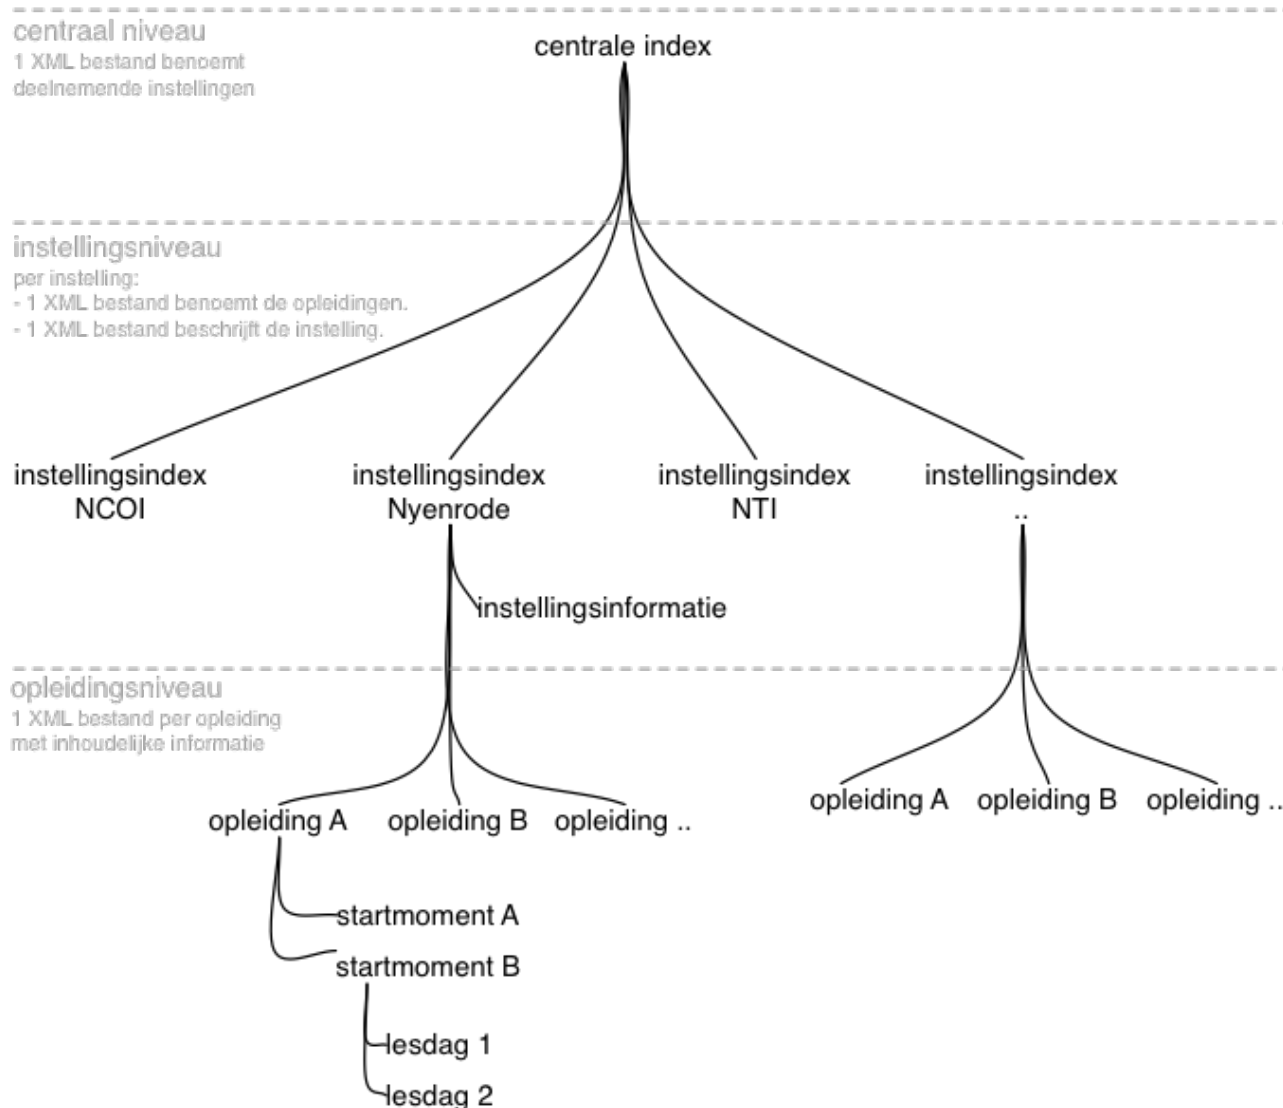 centraal niveau
1 XML bestand benoemt
deelnemende instellingen
centrale index
instellingsniveau
per instelling:
- 1 XML bestand benoemt de opleidingen.
- 1 XML bestand beschrijft de instelling.
instellingsindex
NCOI
instellingsindex
Nyenrode
instellingsindex
NTI
instellingsindex
..
instellingsinformatie
opleidingsniveau
1 XML bestand per opleiding
met inhoudelijke informatie
opleiding A
opleiding B
opleiding ..
opleiding A
opleiding B
opleiding ..
startmoment A
startmoment B
lesdag 1
lesdag 2